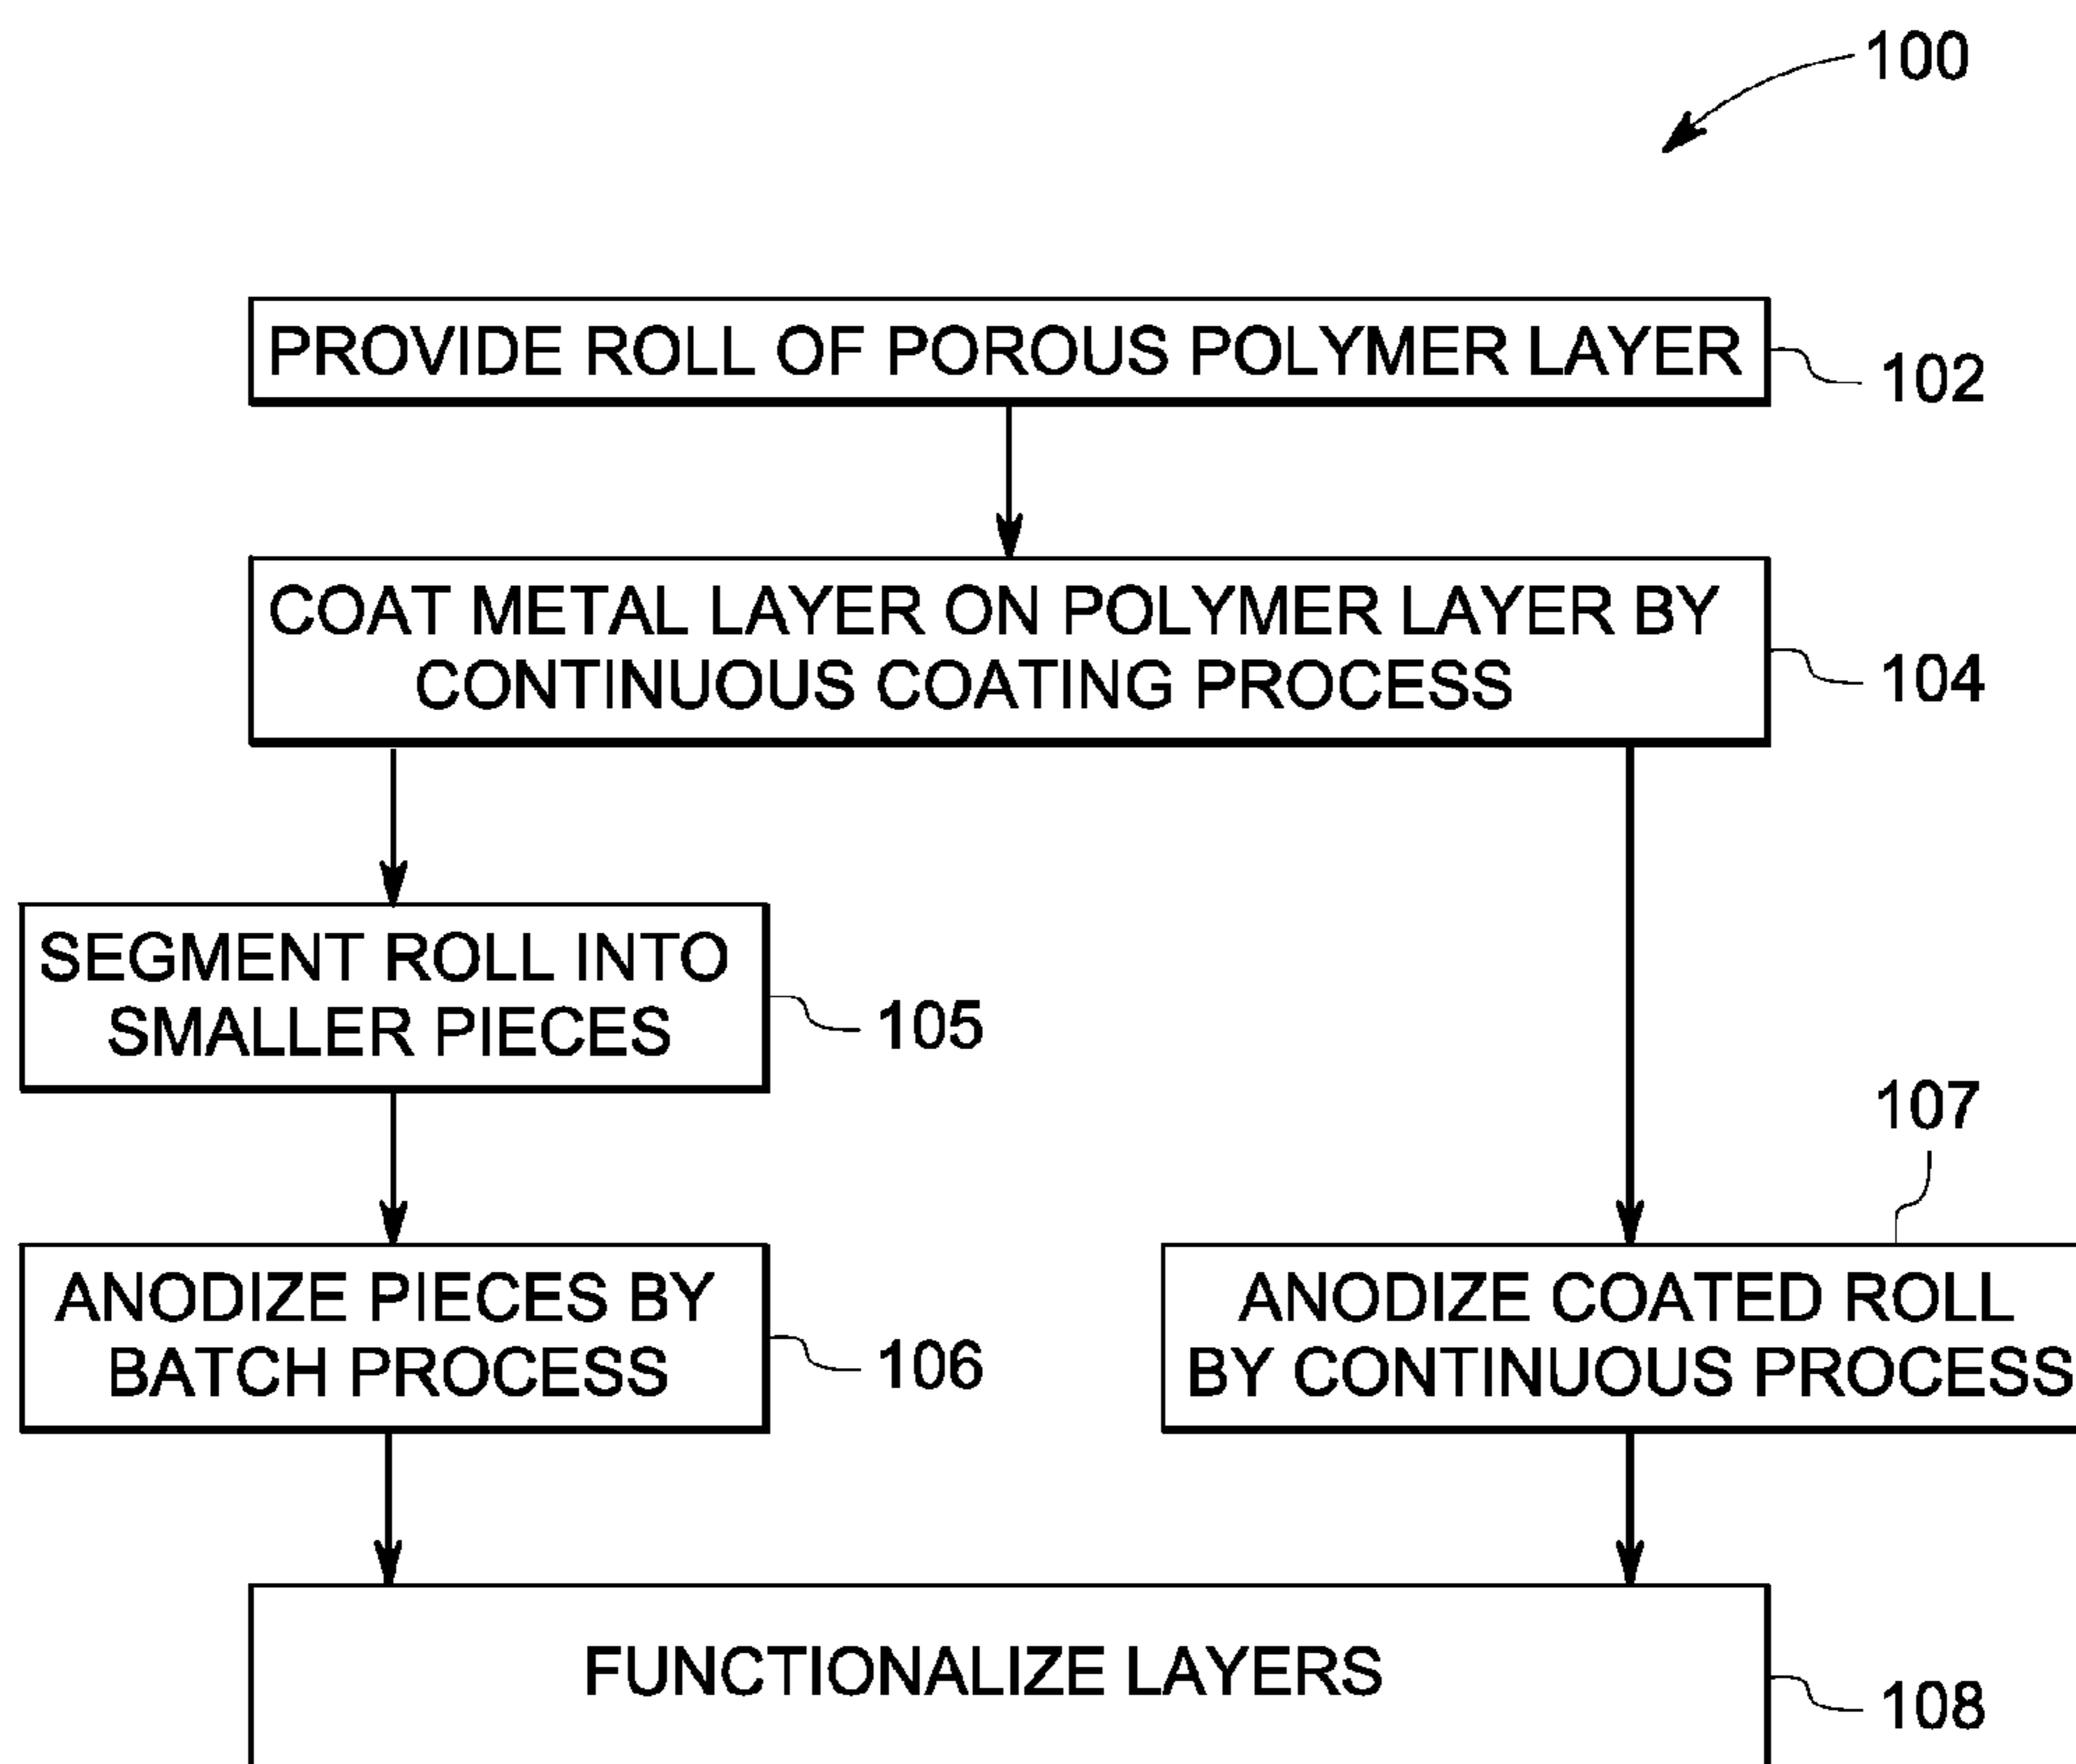 100
PROVIDE ROLL OF POROUS POLYMER LAYER
102
COAT METAL LAYER ON POLYMER LAYER BY
CONTINUOUS COATING PROCESS
104
SEGMENT ROLL INTO
SMALLER PIECES
105
107
ANODIZE PIECES BY
BATCH PROCESS
106
ANODIZE COATED ROLL
BY CONTINUOUS PROCESS
FUNCTIONALIZE LAYERS
108